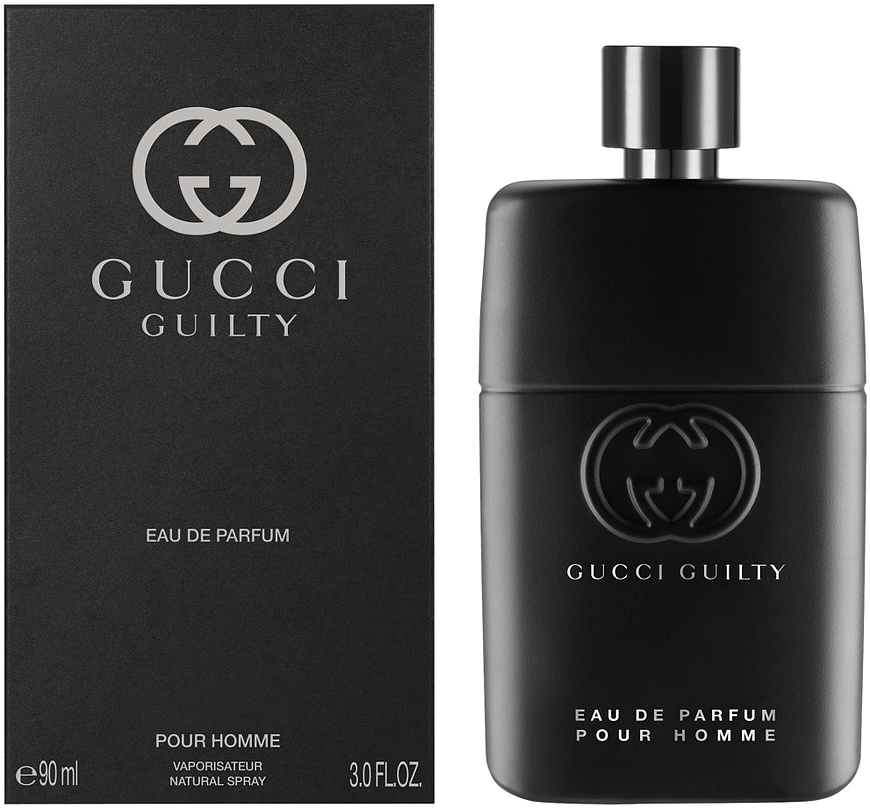 GUCCI
GUILTY
EAU DE PARFUM
POUR HOMME
VAPORISATEUR
NATURAL SPRAY
℮90 ml
3.0 FL.OZ.
GUCCI GUILTY
EAU DE PARFUM
POUR HOMME